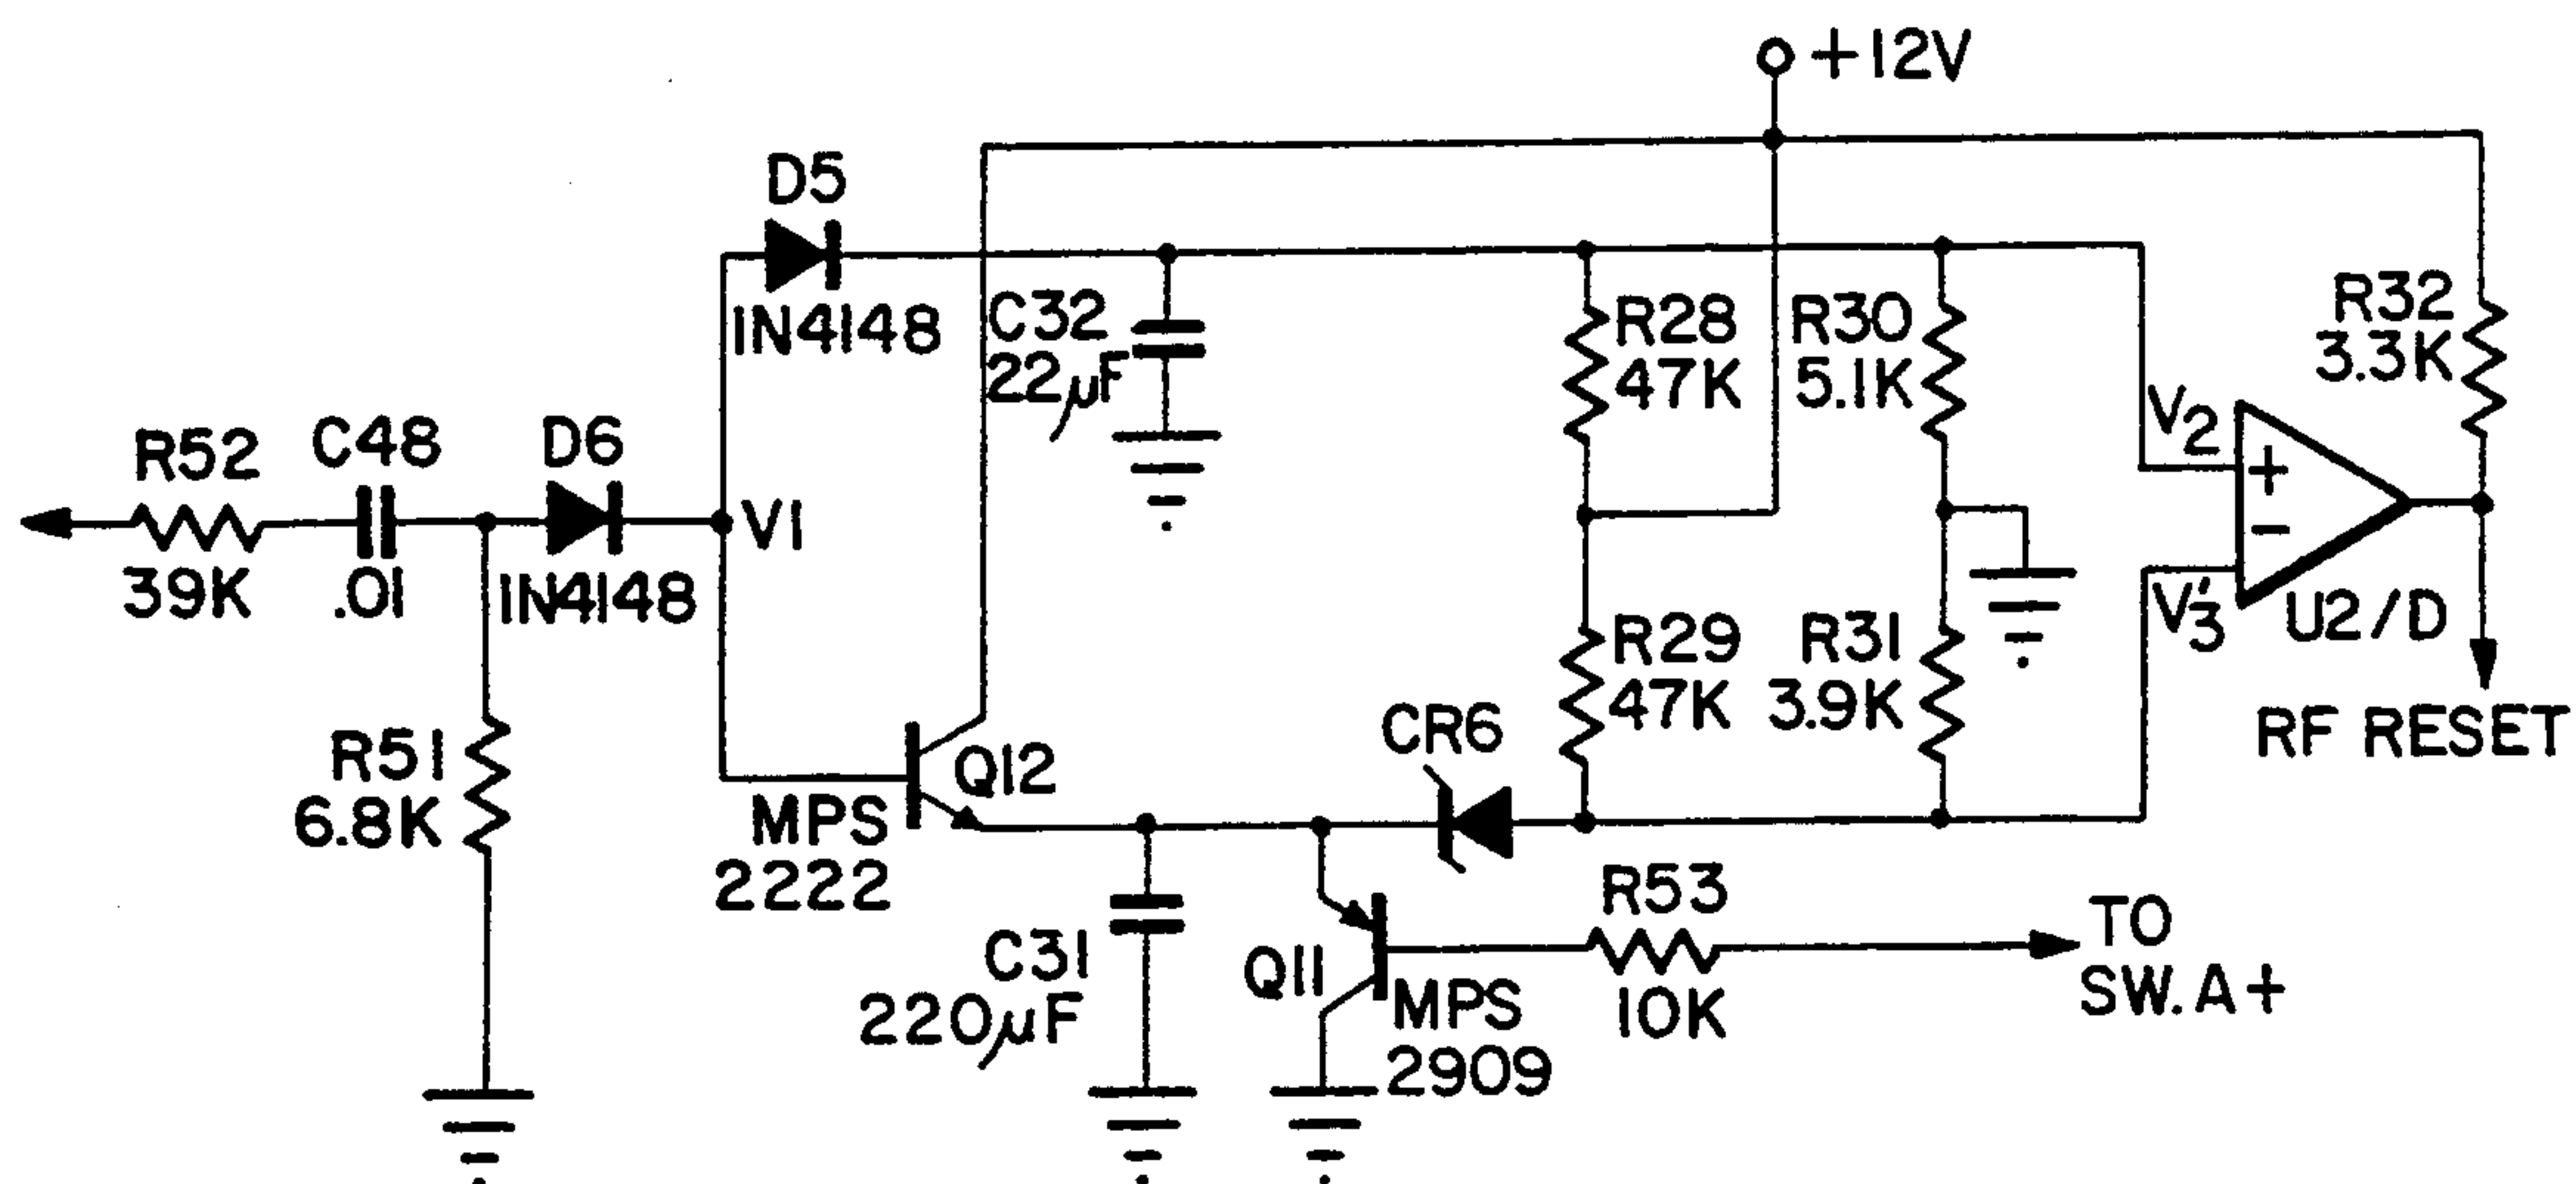 +12V
D5
1N4148
C32
22µF
R28
47K
R30
5.1K
R32
3.3K
R52
39K
C48
.01
D6
1N4148
V1
V2
+
−
V'3
U2/D
R51
6.8K
Q12
MPS
2222
R29
47K
R31
3.9K
CR6
RF RESET
C31
220µF
Q11
MPS
2909
R53
10K
TO
SW. A+